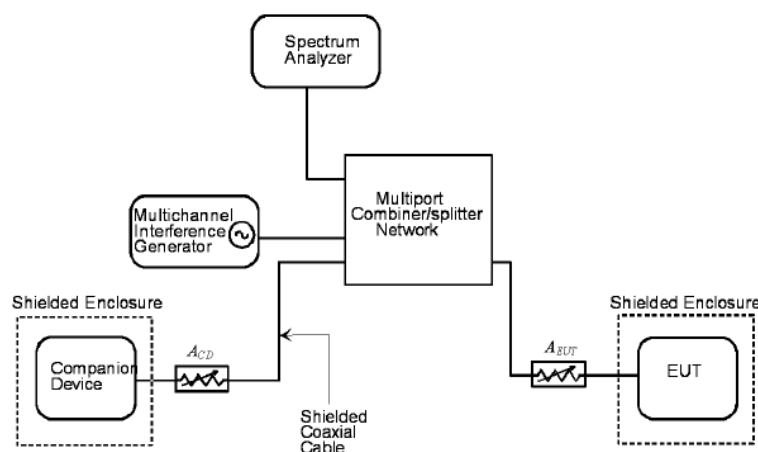 Spectrum
Analyzer
Multiport
Combiner/splitter
Network
Multichannel
Interference
Generator
Shielded Enclosure
Companion
Device
A_CD
Shielded
Coaxial
Cable
A_EUT
Shielded Enclosure
EUT